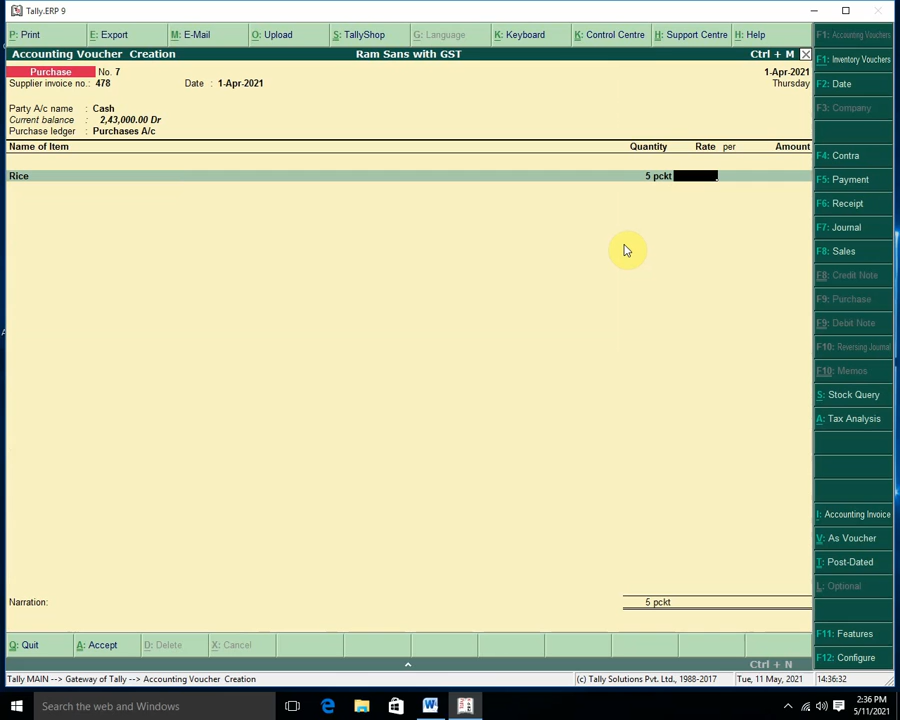 Tally.ERP 9
P: Print
E: Export
M: E-Mail
O: Upload
S: TallyShop
G: Language
K: Keyboard
K: Control Centre
H: Support Centre
H: Help
Accounting Voucher Creation
Ram Sans with GST
Ctrl + M
Purchase No. 7
1-Apr-2021
Supplier invoice no.: 478 Date : 1-Apr-2021
Thursday
Party A/c name : Cash
Current balance : 2,43,000.00 Dr
Purchase ledger : Purchases A/c
Name of Item Quantity Rate per Amount
Rice 5 pckt
Narration: 5 pckt
F1: Accounting Vouchers
F1: Inventory Vouchers
F2: Date
F3: Company
F4: Contra
F5: Payment
F6: Receipt
F7: Journal
F8: Sales
F8: Credit Note
F9: Purchase
F9: Debit Note
F10: Reversing Journal
F10: Memos
S: Stock Query
A: Tax Analysis
I: Accounting Invoice
V: As Voucher
T: Post-Dated
L: Optional
F11: Features
F12: Configure
Q: Quit
A: Accept
D: Delete
X: Cancel
Ctrl + N
Tally MAIN --> Gateway of Tally --> Accounting Voucher Creation
(c) Tally Solutions Pvt. Ltd., 1988-2017
Tue, 11 May, 2021
14:36:32
Search the web and Windows
2:36 PM
5/11/2021